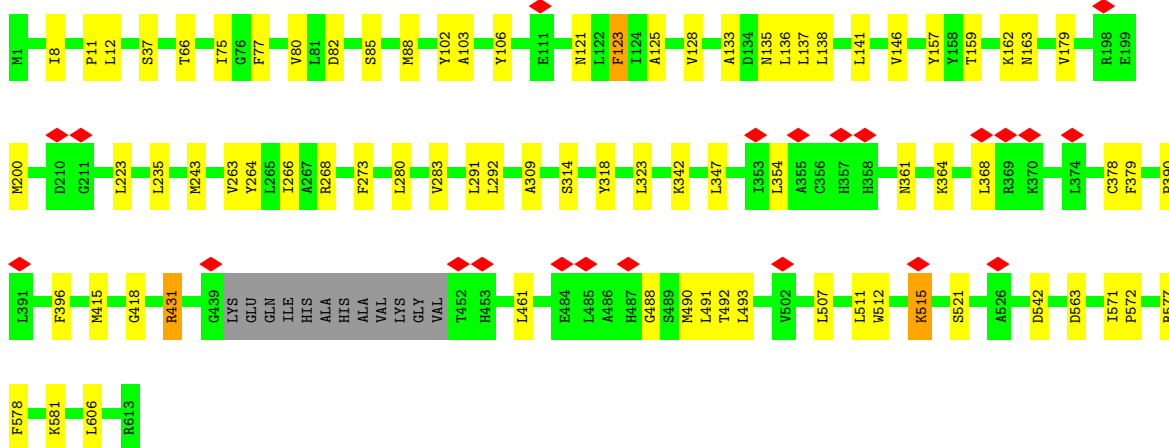 M1 I8 P11 L12 S37 T66 I75 G76 F77 V80 L81 D82 S85 M88 Y102 A103 Y106 E111 N121 L122 F123 I124 A125 V128 A133 D134 N135 L136 L137 L138 L141 V146 Y157 Y158 T159 K162 N163 V179 R198 E199
M200 D210 G211 L223 L235 M243 V263 Y264 L265 I266 A267 R268 F273 L280 V283 L291 L292 A309 S314 Y318 L323 K342 L347 I353 L354 A355 C356 H357 H358 N361 K364 L368 R369 K370 L374 C378 F379
L391 F396 M415 G418 R431 G439 LYS GLU GLN ILE HIS ALA HIS ALA VAL LYS GLY VAL T452 H453 L461 E484 L485 A486 H487 G488 S489 M490 L491 T492 L493 V502 L507 L511 W512 K515 S521 A526 D542 D563 I571 P572
F578 K581 L606 R613